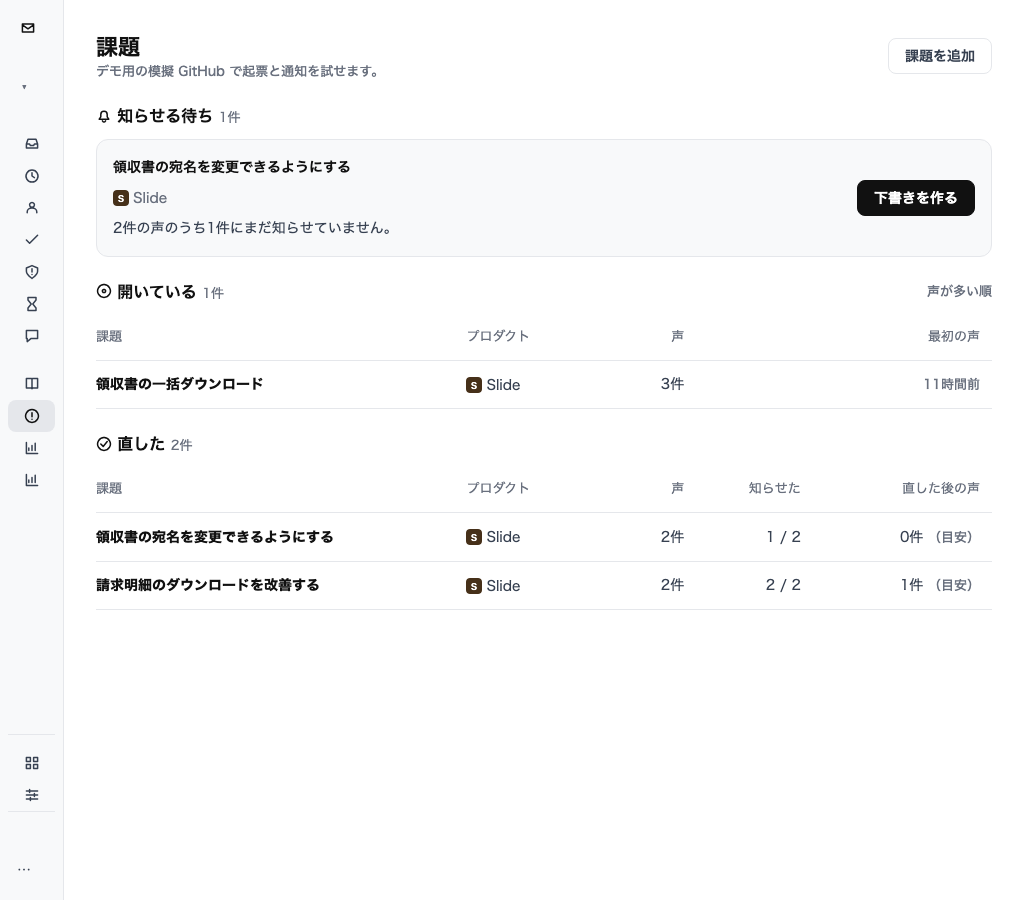 課題
デモ用の模擬 GitHub で起票と通知を試せます。
課題を追加
知らせる待ち 1件
領収書の宛名を変更できるようにする
S Slide
2件の声のうち1件にまだ知らせていません。
下書きを作る
開いている 1件
声が多い順
課題 プロダクト 声 最初の声
領収書の一括ダウンロード S Slide 3件 11時間前
直した 2件
課題 プロダクト 声 知らせた 直した後の声
領収書の宛名を変更できるようにする S Slide 2件 1 / 2 0件 （目安）
請求明細のダウンロードを改善する S Slide 2件 2 / 2 1件 （目安）